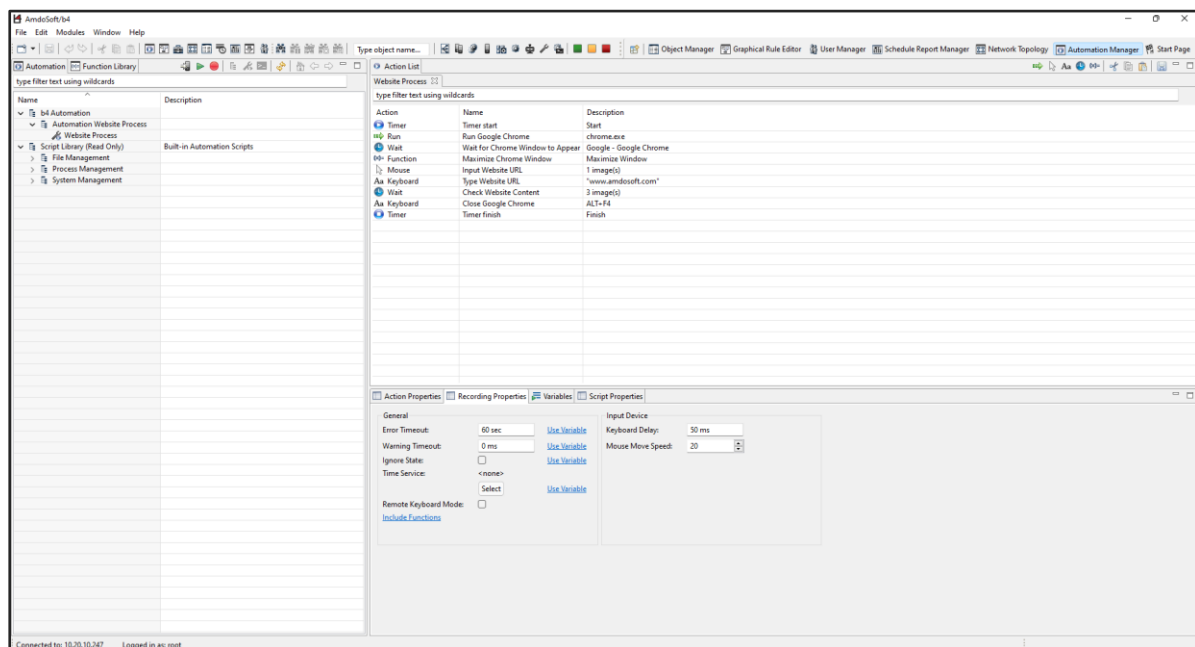 AmdoSoft/b4
File Edit Modules Window Help
Type object name...
Object Manager Graphical Rule Editor User Manager Schedule Report Manager Network Topology Automation Manager Start Page
Automation Function Library
type filter text using wildcards
Name Description
b4 Automation
Automation Website Process
Website Process
Script Library (Read Only) Built-in Automation Scripts
File Management
Process Management
System Management
Action List
Website Process
type filter text using wildcards
Action Name Description
Timer Timer start Start
Run Run Google Chrome chrome.exe
Wait Wait for Chrome Window to Appear Google - Google Chrome
Function Maximize Chrome Window Maximize Window
Mouse Input Website URL 1 image(s)
Aa Keyboard Type Website URL "www.amdosoft.com"
Wait Check Website Content 3 image(s)
Aa Keyboard Close Google Chrome ALT+F4
Timer Timer finish Finish
Action Properties Recording Properties Variables Script Properties
General
Error Timeout: 60 sec Use Variable
Warning Timeout: 0 ms Use Variable
Ignore State: Use Variable
Time Service: <none>
Select Use Variable
Remote Keyboard Mode:
Include Functions
Input Device
Keyboard Delay: 50 ms
Mouse Move Speed: 20
Connected to: 10.20.10.247 Logged in as: root